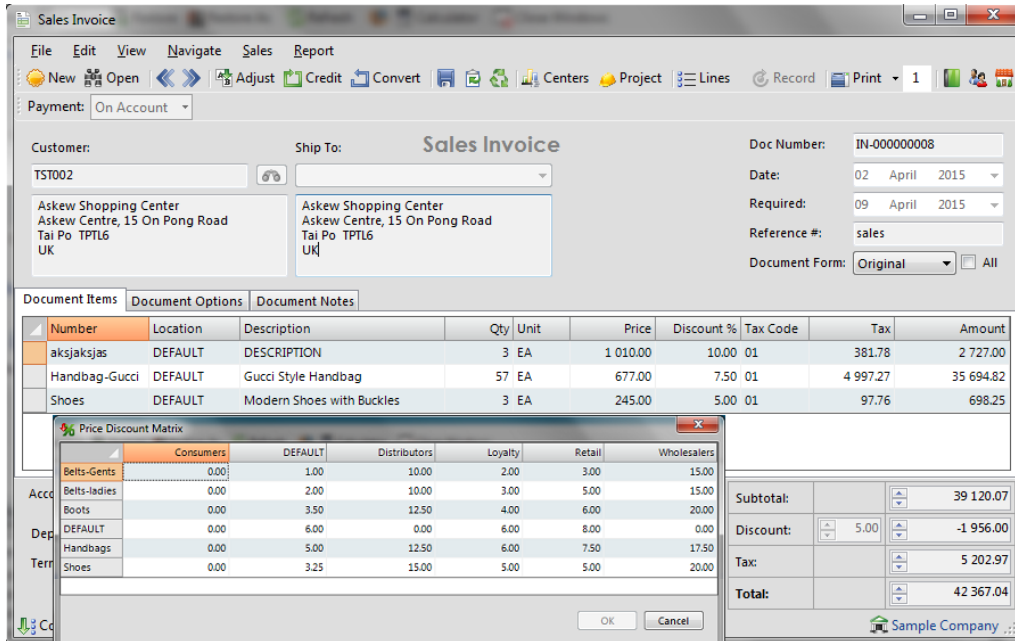 Sales Invoice
File Edit View Navigate Sales Report
New Open Adjust Credit Convert Centers Project Lines Record Print 1
Payment: On Account
Customer: Ship To: Sales Invoice Doc Number: IN-000000008
TST002 Date: 02 April 2015
Askew Shopping Center Askew Shopping Center Required: 09 April 2015
Askew Centre, 15 On Pong Road Askew Centre, 15 On Pong Road
Tai Po TPTL6 Tai Po TPTL6 Reference #: sales
UK UK Document Form: Original All
Document Items Document Options Document Notes
Number Location Description Qty Unit Price Discount % Tax Code Tax Amount
aksjaksjas DEFAULT DESCRIPTION 3 EA 1 010.00 10.00 01 381.78 2 727.00
Handbag-Gucci DEFAULT Gucci Style Handbag 57 EA 677.00 7.50 01 4 997.27 35 694.82
Shoes DEFAULT Modern Shoes with Buckles 3 EA 245.00 5.00 01 97.76 698.25
Price Discount Matrix
Consumers DEFAULT Distributors Loyalty Retail Wholesalers
Belts-Gents 0.00 1.00 10.00 2.00 3.00 15.00
Belts-ladies 0.00 2.00 10.00 3.00 5.00 15.00
Boots 0.00 3.50 12.50 4.00 6.00 20.00
DEFAULT 0.00 6.00 0.00 6.00 8.00 0.00
Handbags 0.00 5.00 12.50 6.00 7.50 17.50
Shoes 0.00 3.25 15.00 5.00 5.00 20.00
OK Cancel
Subtotal: 39 120.07
Discount: 5.00 -1 956.00
Tax: 5 202.97
Total: 42 367.04
Sample Company